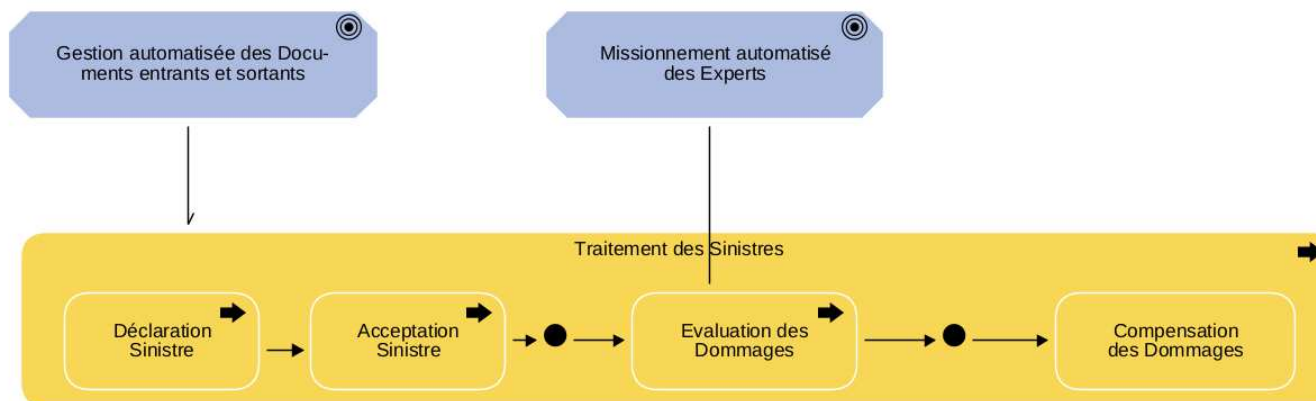 Gestion automatisée des Docu-
ments entrants et sortants
Missionnement automatisé
des Experts
Traitement des Sinistres
Déclaration
Sinistre
Acceptation
Sinistre
Evaluation des
Dommages
Compensation
des Dommages